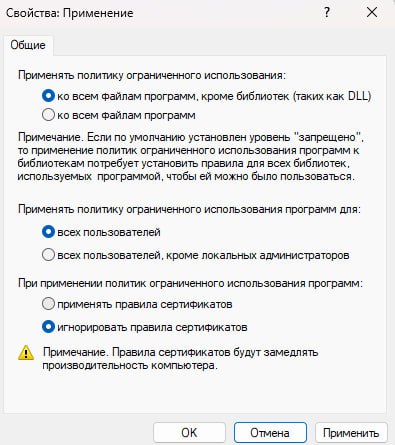 Свойства: Применение
?
Общие
Применять политику ограниченного использования:
ко всем файлам программ, кроме библиотек (таких как DLL)
ко всем файлам программ
Примечание. Если по умолчанию установлен уровень "запрещено",
то применение политик ограниченного использования программ к
библиотекам потребует установить правила для всех библиотек,
используемых программой, чтобы ей можно было пользоваться.
Применять политику ограниченного использования программ для:
всех пользователей
всех пользователей, кроме локальных администраторов
При применении политик ограниченного использования программ:
применять правила сертификатов
игнорировать правила сертификатов
Примечание. Правила сертификатов будут замедлять
производительность компьютера.
ОК
Отмена
Применить